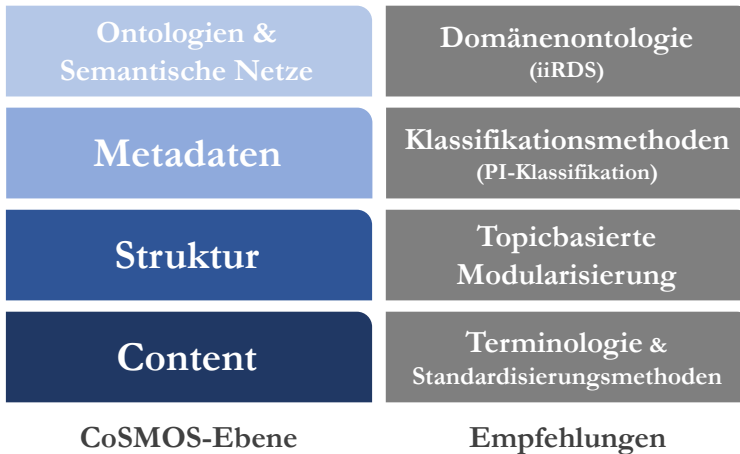 Ontologien &
Semantische Netze
Domänenontologie
(iiRDS)
Metadaten
Klassifikationsmethoden
(PI-Klassifikation)
Struktur
Topicbasierte
Modularisierung
Content
Terminologie &
Standardisierungsmethoden
CoSMOS-Ebene
Empfehlungen